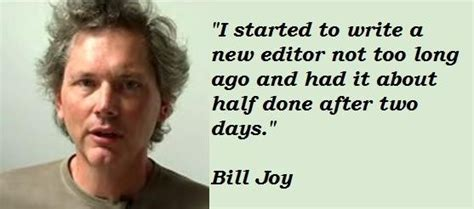 "I started to write a
new editor not too long
ago and had it about
half done after two
days."
Bill Joy